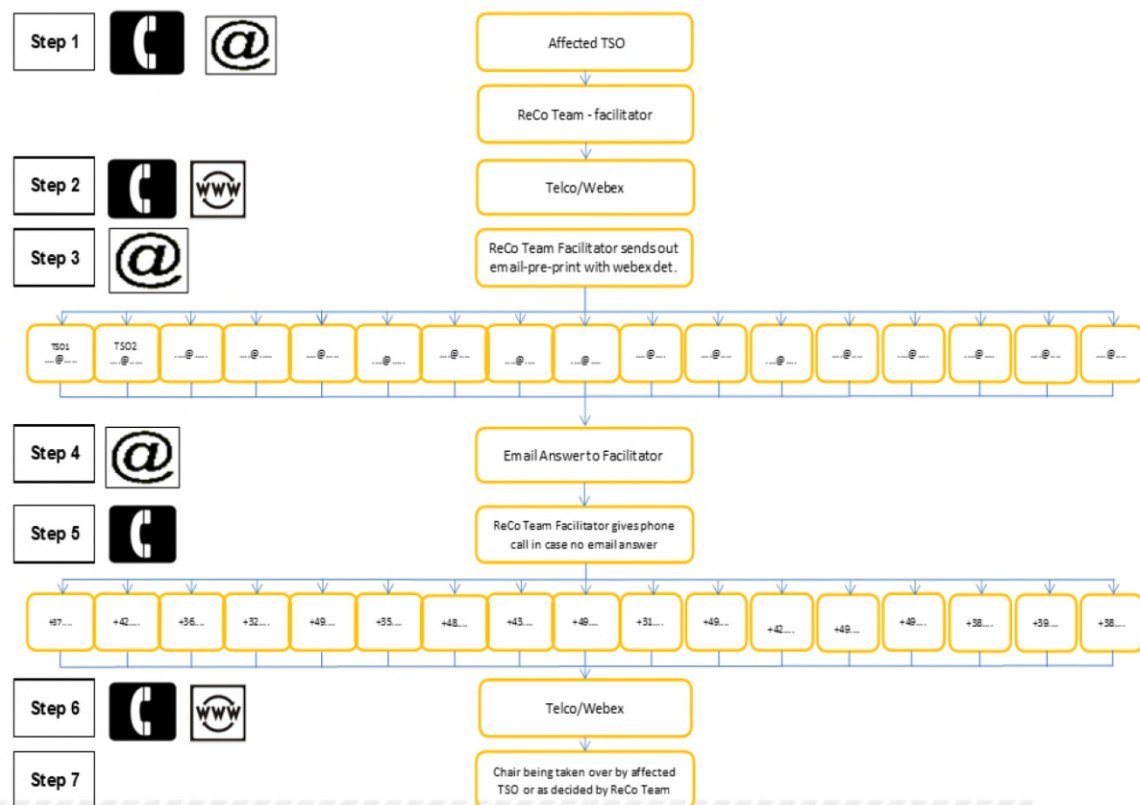 Step 1
@
Affected TSO
ReCo Team - facilitator
Step 2
WWW
Telco/Webex
Step 3
@
ReCo Team Facilitator sends out
email-pre-print with webex det.
TSO1
....@.....
TSO2
....@.....
....@.....
....@.....
....@.....
....@.....
....@....
....@....
....@....
....@....
....@....
....@.....
....@....
....@....
....@....
....@....
....@....
Step 4
@
Email Answer to Facilitator
Step 5
ReCo Team Facilitator gives phone
call in case no email answer
+37....
+42....
+36....
+32....
+49....
+35....
+48....
+43....
+49....
+31....
+49....
+42....
+49....
+49....
+38....
+39....
+38....
Step 6
WWW
Telco/Webex
Step 7
Chair being taken over by affected
TSO or as decided by ReCo Team